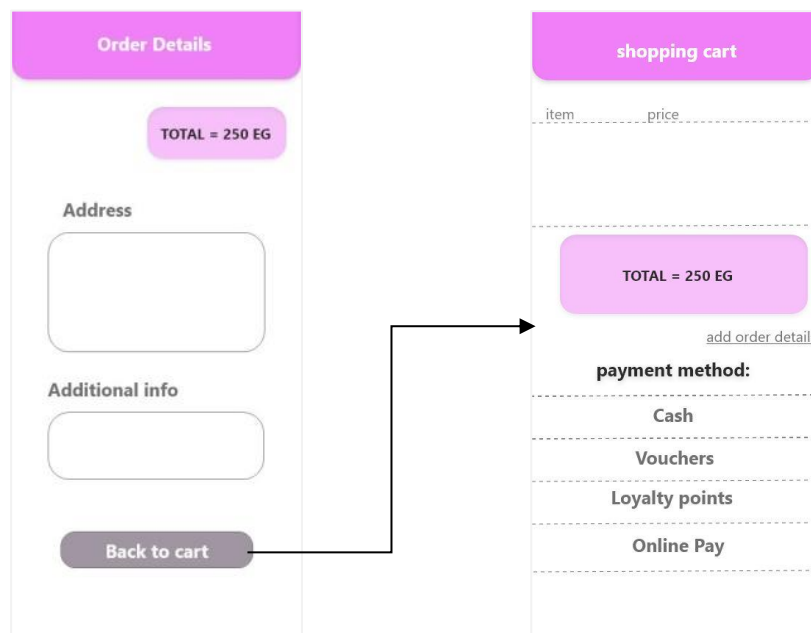 Order Details
TOTAL = 250 EG
Address
Additional info
Back to cart
shopping cart
item price
TOTAL = 250 EG
add order detail
payment method:
Cash
Vouchers
Loyalty points
Online Pay